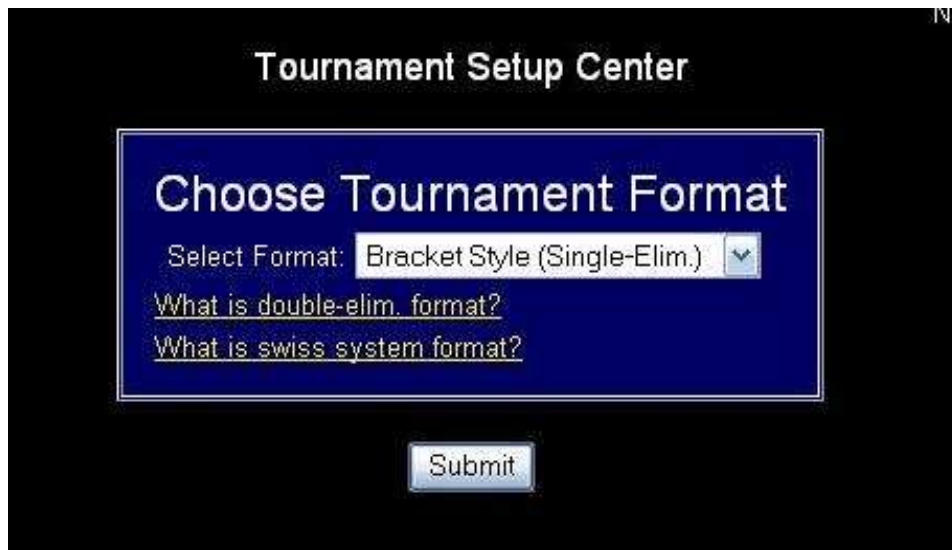 N
Tournament Setup Center
Choose Tournament Format
Select Format: Bracket Style (Single-Elim.)
What is double-elim. format?
What is swiss system format?
Submit